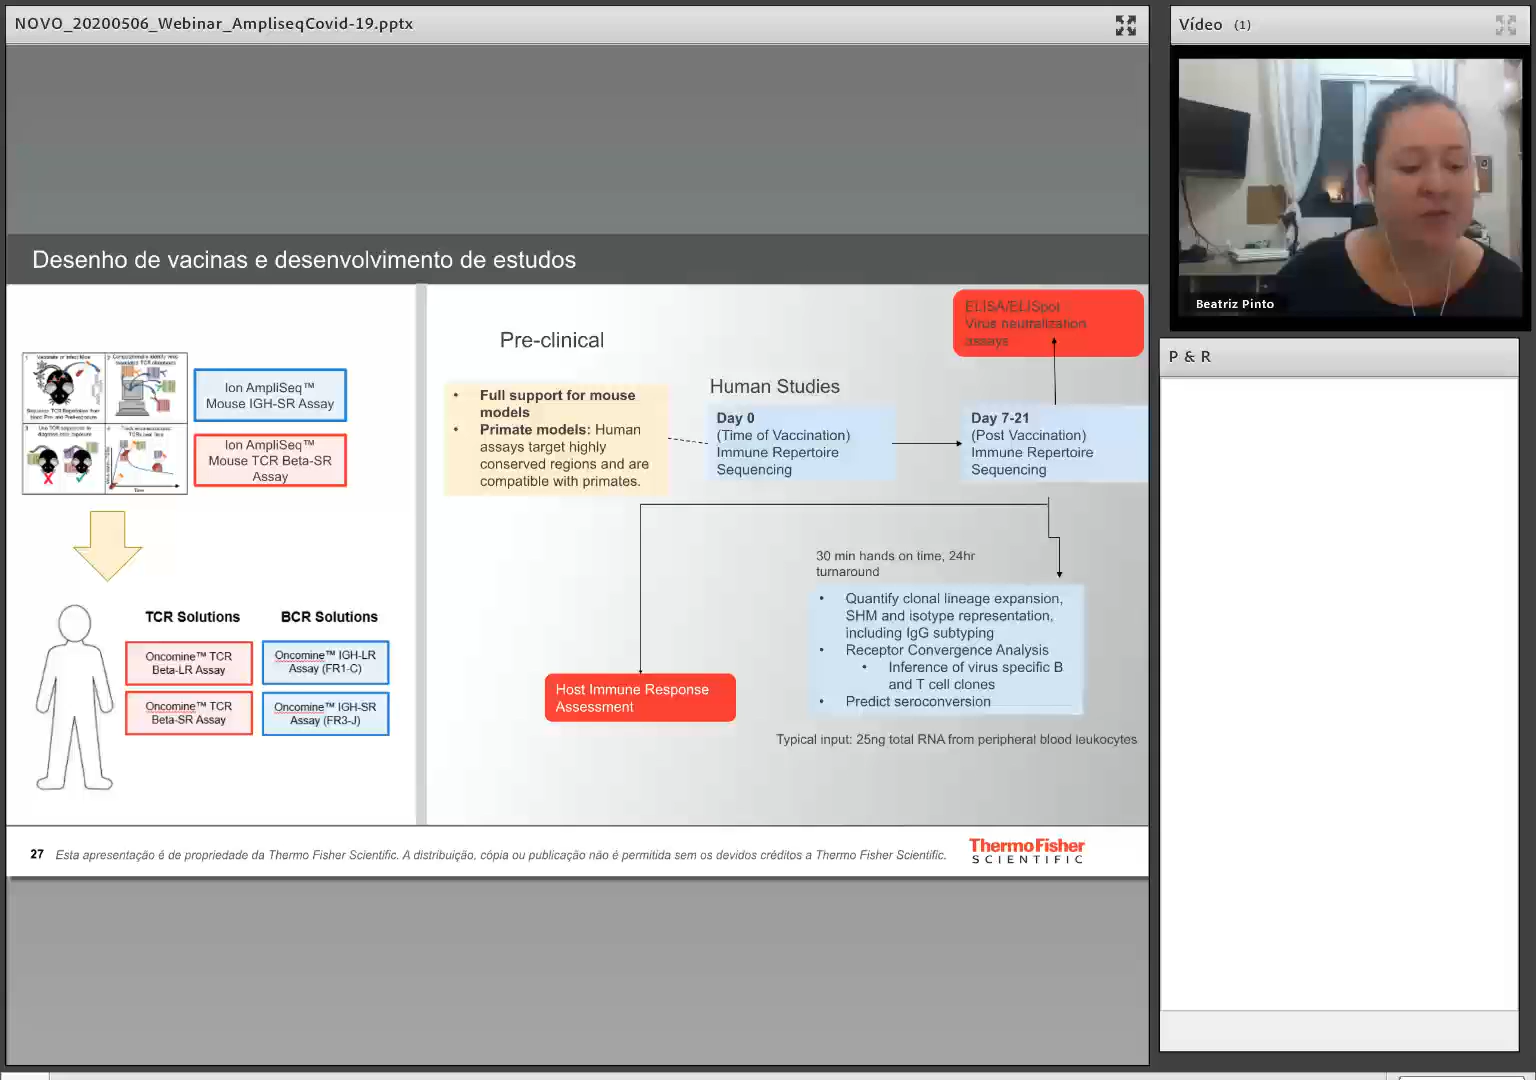 NOVO_20200506_Webinar_AmpliseqCovid-19.pptx
Vídeo (1)
Beatriz Pinto
P & R
Desenho de vacinas e desenvolvimento de estudos
Ion AmpliSeq™
Mouse IGH-SR Assay
Ion AmpliSeq™
Mouse TCR Beta-SR
Assay
Time
TCR Solutions
BCR Solutions
Oncomine™ TCR
Beta-LR Assay
Oncomine™ IGH-LR
Assay (FR1-C)
Oncomine™ TCR
Beta-SR Assay
Oncomine™ IGH-SR
Assay (FR3-J)
Pre-clinical
• Full support for mouse
models
• Primate models: Human
assays target highly
conserved regions and are
compatible with primates.
Human Studies
Day 0
(Time of Vaccination)
Immune Repertoire
Sequencing
ELISA/ELISpot
Virus neutralization
assays
Day 7-21
(Post Vaccination)
Immune Repertoire
Sequencing
30 min hands on time, 24hr
turnaround
• Quantify clonal lineage expansion,
SHM and isotype representation,
including IgG subtyping
• Receptor Convergence Analysis
• Inference of virus specific B
and T cell clones
• Predict seroconversion
Host Immune Response
Assessment
Typical input: 25ng total RNA from peripheral blood leukocytes
27 Esta apresentação é de propriedade da Thermo Fisher Scientific. A distribuição, cópia ou publicação não é permitida sem os devidos créditos a Thermo Fisher Scientific.
ThermoFisher
SCIENTIFIC